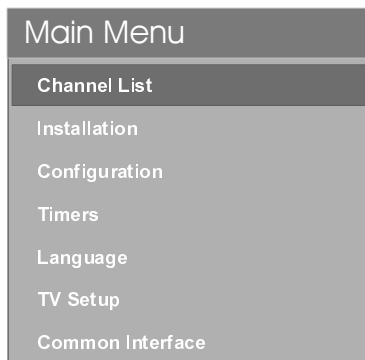 Main Menu
Channel List
Installation
Configuration
Timers
Language
TV Setup
Common Interface